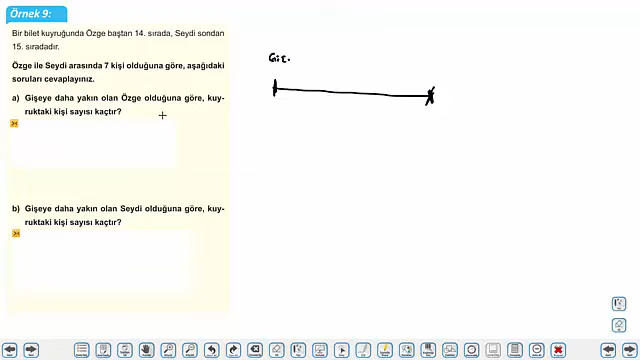 Örnek 9:
Bir bilet kuyruğunda Özge baştan 14. sırada, Seydi sondan
15. sıradadır.
Özge ile Seydi arasında 7 kişi olduğuna göre, aşağıdaki
soruları cevaplayınız.
a) Gişeye daha yakın olan Özge olduğuna göre, kuy-
ruktaki kişi sayısı kaçtır?
b) Gişeye daha yakın olan Seydi olduğuna göre, kuy-
ruktaki kişi sayısı kaçtır?